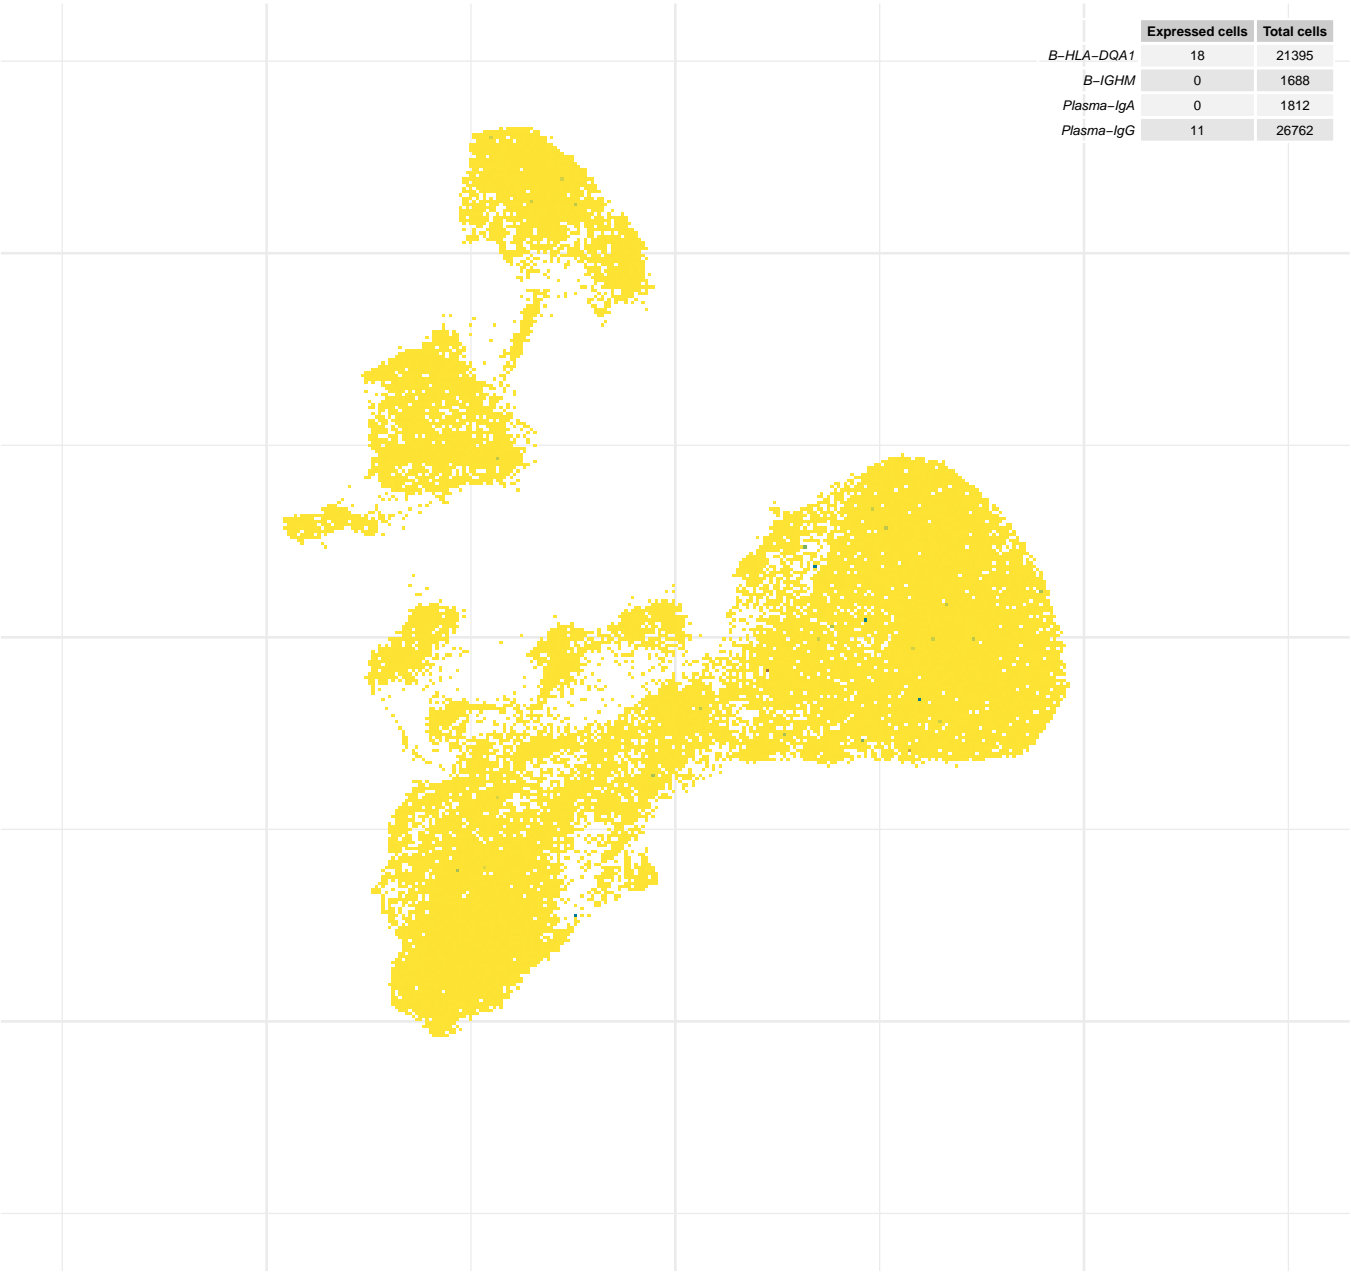 Expressed cells Total cells
B−HLA−DQA1 18 21395
B−IGHM 0 1688
Plasma−IgA 0 1812
Plasma−IgG 11 26762